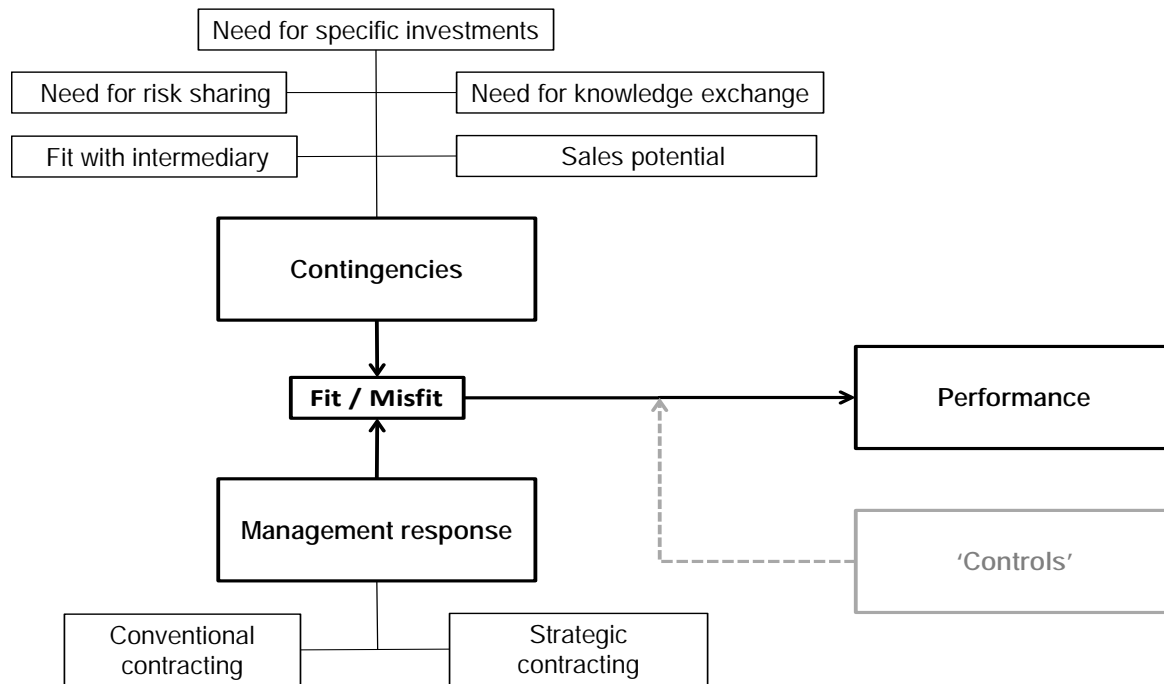 Need for specific investments
Need for risk sharing
Need for knowledge exchange
Fit with intermediary
Sales potential
Contingencies
Fit / Misfit
Performance
Management response
‘Controls’
Conventional
contracting
Strategic
contracting